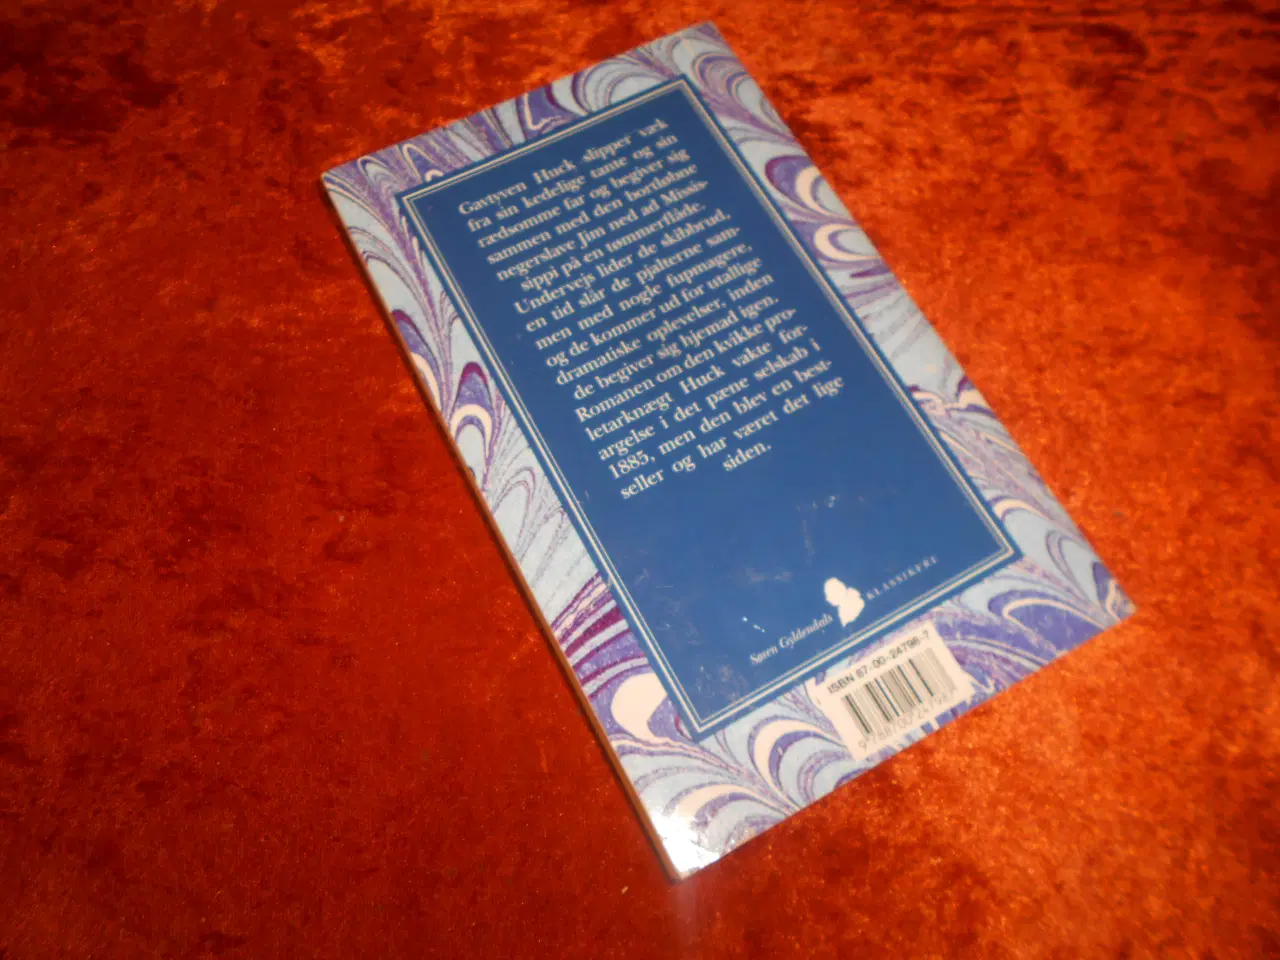 Gavtyven Huck slipper væk
fra sin kedelige tante og sin
rædsomme far og begiver sig
sammen med den bortløbne
negerslave Jim ned ad Missis-
sippi på en tømmerflåde.
Undervejs lider de skibbrud,
en tid slår de pjalterne sam-
men med nogle fupmagere,
og de kommer ud for utallige
dramatiske oplevelser, inden
de begiver sig hjemad igen.
Romanen om den kvikke pro-
letarknægt Huck vakte for-
argelse i det pæne selskab i
1885, men den blev en best-
seller og har været det lige
siden.
Søren Gyldendals KLASSIKERE
ISBN 87-00-24798-7
9788700247987